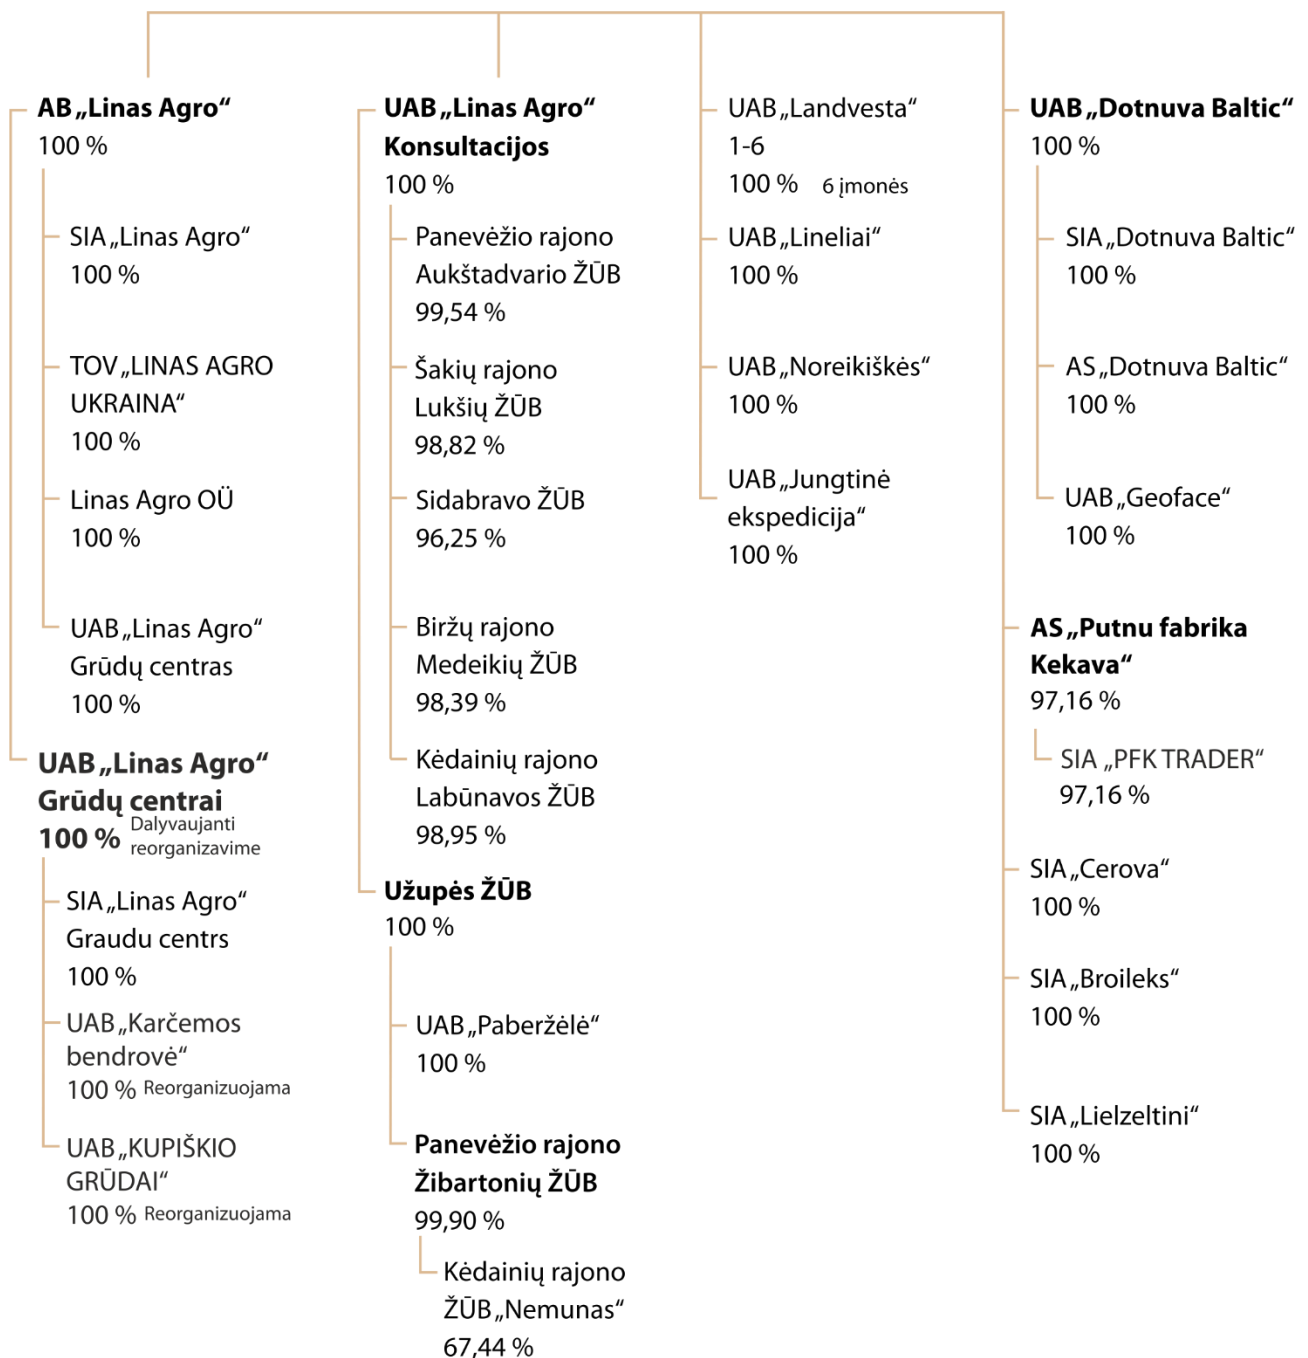 AB „Linas Agro“
100 %
SIA „Linas Agro“
100 %
TOV „LINAS AGRO
UKRAINA“
100 %
Linas Agro OÜ
100 %
UAB „Linas Agro“
Grūdų centras
100 %
UAB „Linas Agro“
Grūdų centrai
100 % Dalyvaujanti
reorganizavime
SIA „Linas Agro“
Graudu centrs
100 %
UAB „Karčemos
bendrovė“
100 % Reorganizuojama
UAB „KUPIŠKIO
GRŪDAI“
100 % Reorganizuojama
UAB „Linas Agro“
Konsultacijos
100 %
Panevėžio rajono
Aukštadvario ŽŪB
99,54 %
Šakių rajono
Lukšių ŽŪB
98,82 %
Sidabravo ŽŪB
96,25 %
Biržų rajono
Medeikių ŽŪB
98,39 %
Kėdainių rajono
Labūnavos ŽŪB
98,95 %
Užupės ŽŪB
100 %
UAB „Paberžėlė“
100 %
Panevėžio rajono
Žibartonių ŽŪB
99,90 %
Kėdainių rajono
ŽŪB „Nemunas“
67,44 %
UAB „Landvesta“
1-6
100 % 6 įmonės
UAB „Lineliai“
100 %
UAB „Noreikiškės“
100 %
UAB „Jungtinė
ekspedicija“
100 %
UAB „Dotnuva Baltic“
100 %
SIA „Dotnuva Baltic“
100 %
AS „Dotnuva Baltic“
100 %
UAB „Geoface“
100 %
AS „Putnu fabrika
Kekava“
97,16 %
SIA „PFK TRADER“
97,16 %
SIA „Cerova“
100 %
SIA „Broileks“
100 %
SIA „Lielzeltini“
100 %